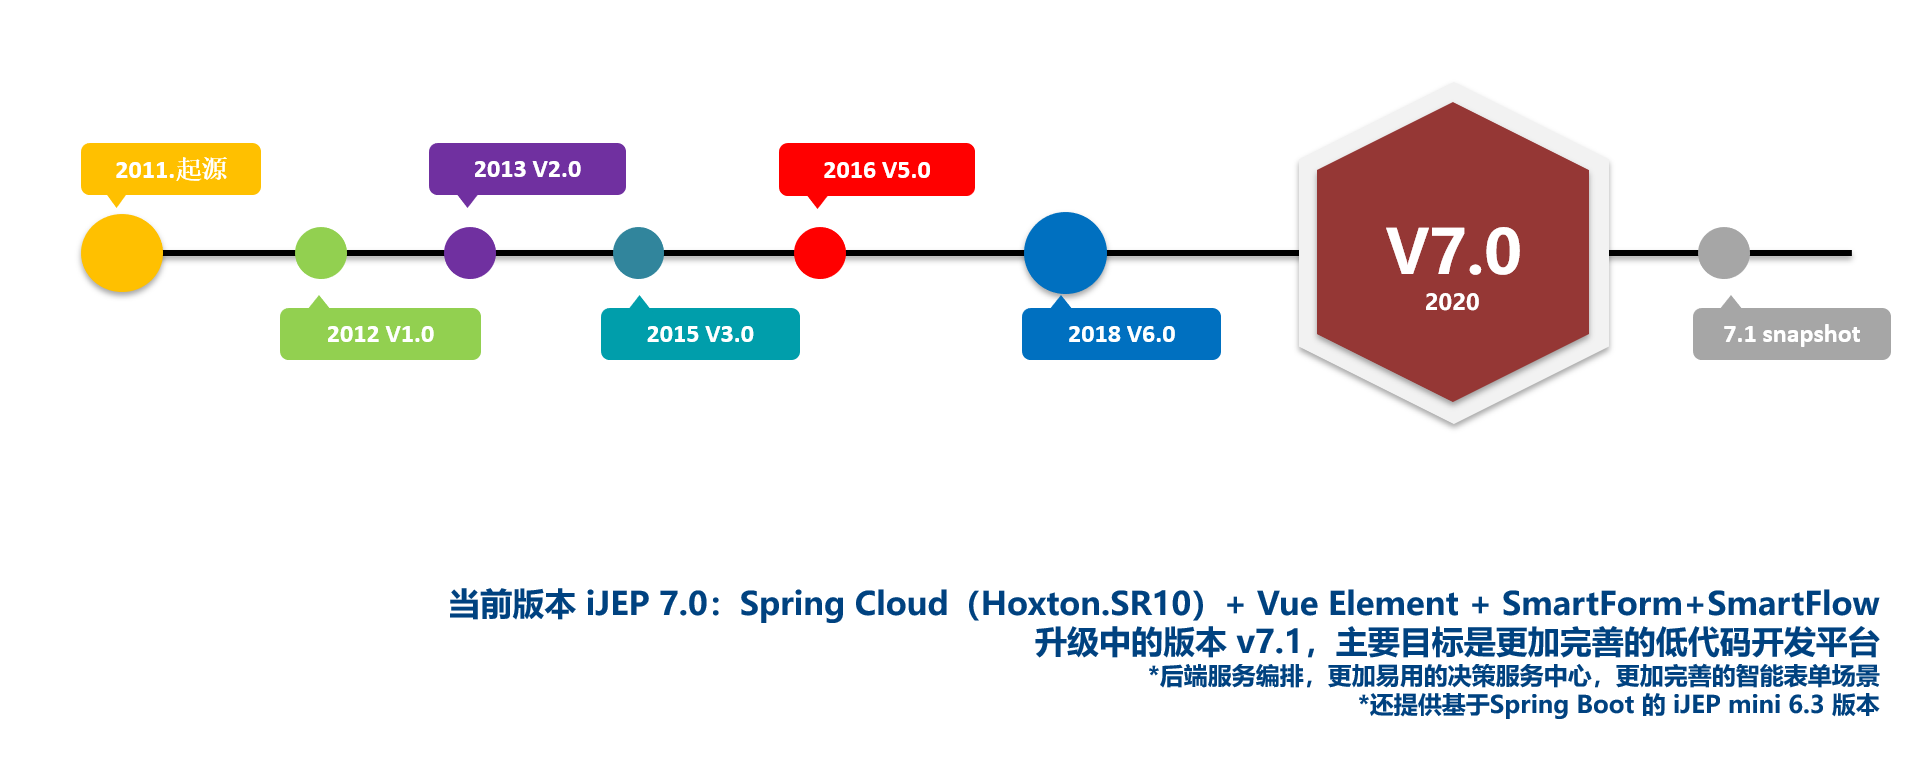 2011.起源
2013 V2.0
2016 V5.0
V7.0
2020
2012 V1.0
2015 V3.0
2018 V6.0
7.1 snapshot
当前版本 iJEP 7.0：Spring Cloud（Hoxton.SR10）+ Vue Element + SmartForm+SmartFlow
升级中的版本 v7.1，主要目标是更加完善的低代码开发平台
*后端服务编排，更加易用的决策服务中心，更加完善的智能表单场景
*还提供基于Spring Boot 的 iJEP mini 6.3 版本